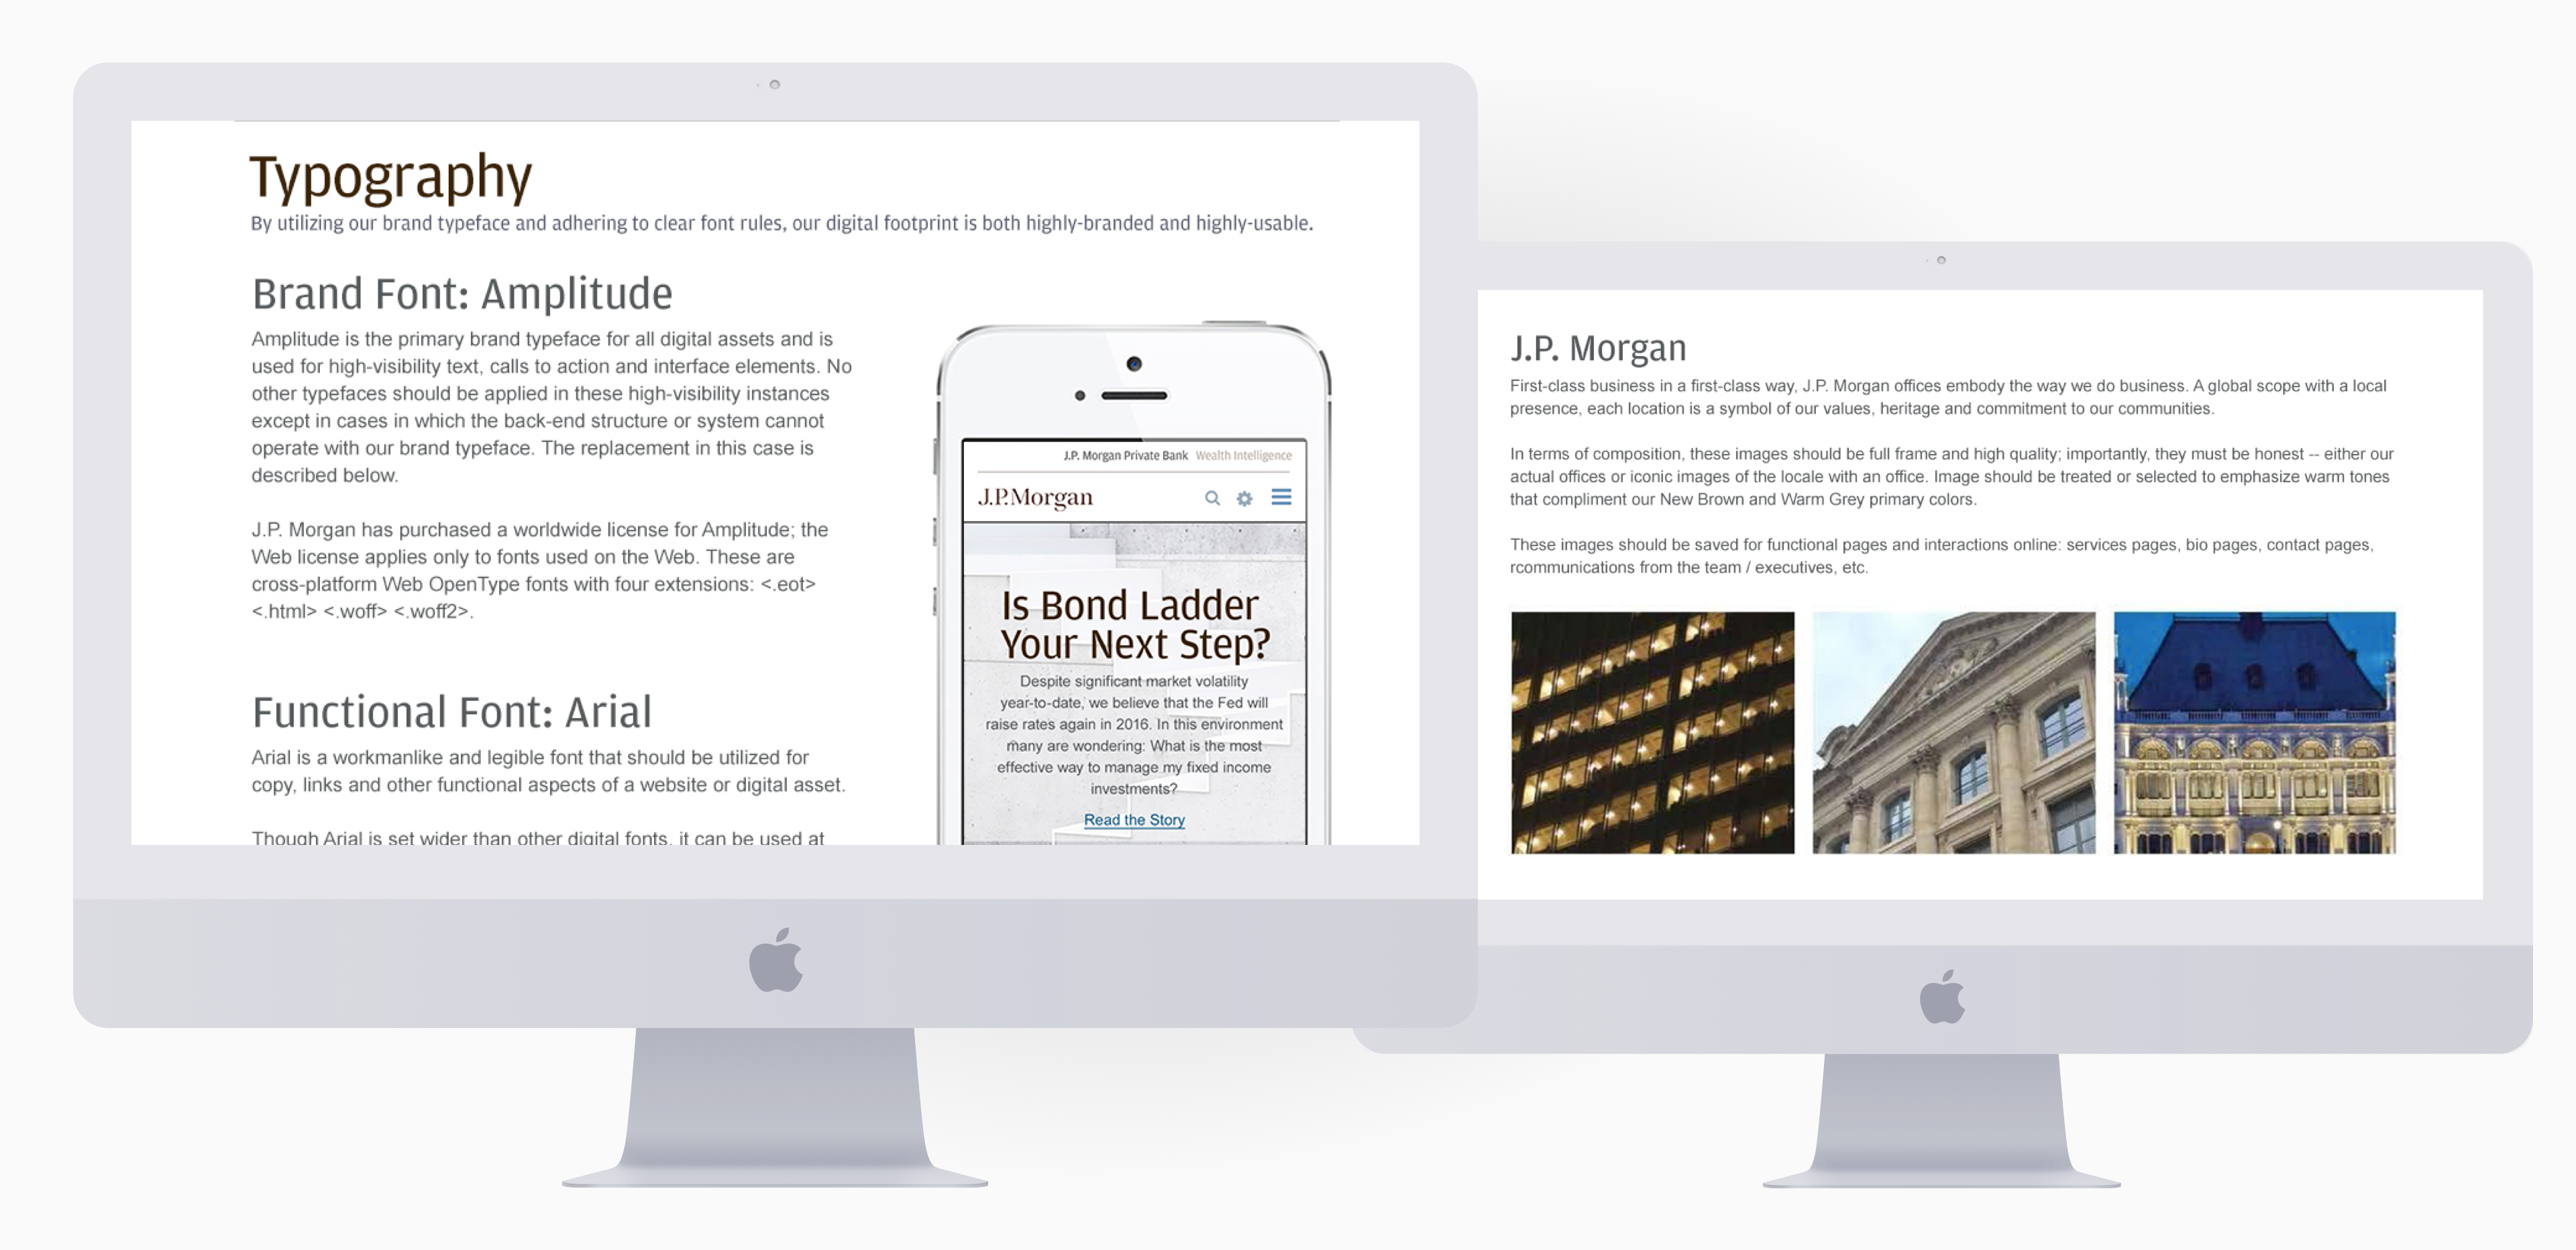 Typography
By utilizing our brand typeface and adhering to clear font rules, our digital footprint is both highly-branded and highly-usable.
Brand Font: Amplitude
Amplitude is the primary brand typeface for all digital assets and is
used for high-visibility text, calls to action and interface elements. No
other typefaces should be applied in these high-visibility instances
except in cases in which the back-end structure or system cannot
operate with our brand typeface. The replacement in this case is
described below.
J.P. Morgan has purchased a worldwide license for Amplitude; the
Web license applies only to fonts used on the Web. These are
cross-platform Web OpenType fonts with four extensions: <.eot>
<.html> <.woff> <.woff2>.
Functional Font: Arial
Arial is a workmanlike and legible font that should be utilized for
copy, links and other functional aspects of a website or digital asset.
Though Arial is set wider than other digital fonts, it can be used at
J.P. Morgan Private Bank Wealth Intelligence
J.P.Morgan
Is Bond Ladder
Your Next Step?
Despite significant market volatility
year-to-date, we believe that the Fed will
raise rates again in 2016. In this environment
many are wondering: What is the most
effective way to manage my fixed income
investments?
Read the Story
J.P. Morgan
First-class business in a first-class way, J.P. Morgan offices embody the way we do business. A global scope with a local
presence, each location is a symbol of our values, heritage and commitment to our communities.
In terms of composition, these images should be full frame and high quality; importantly, they must be honest -- either our
actual offices or iconic images of the locale with an office. Image should be treated or selected to emphasize warm tones
that compliment our New Brown and Warm Grey primary colors.
These images should be saved for functional pages and interactions online: services pages, bio pages, contact pages,
rcommunications from the team / executives, etc.